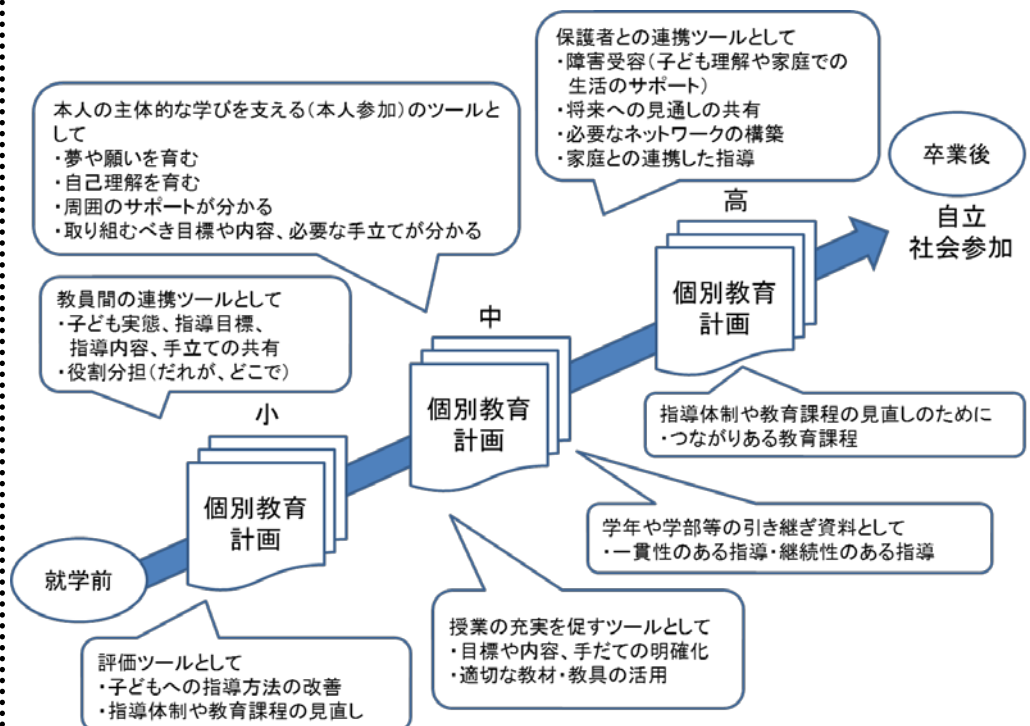 保護者との連携ツールとして
・障害受容（子ども理解や家庭での
生活のサポート）
・将来への見通しの共有
・必要なネットワークの構築
・家庭との連携した指導
本人の主体的な学びを支える（本人参加）のツールと
して
・夢や願いを育む
・自己理解を育む
・周囲のサポートが分かる
・取り組むべき目標や内容、必要な手立てが分かる
卒業後
自立
社会参加
高
個別教育
計画
教員間の連携ツールとして
・子ども実態、指導目標、
指導内容、手立ての共有
・役割分担（だれが、どこで）
中
個別教育
計画
指導体制や教育課程の見直しのために
・つながりある教育課程
小
個別教育
計画
学年や学部等の引き継ぎ資料として
・一貫性のある指導・継続性のある指導
就学前
授業の充実を促すツールとして
・目標や内容、手だての明確化
・適切な教材・教具の活用
評価ツールとして
・子どもへの指導方法の改善
・指導体制や教育課程の見直し